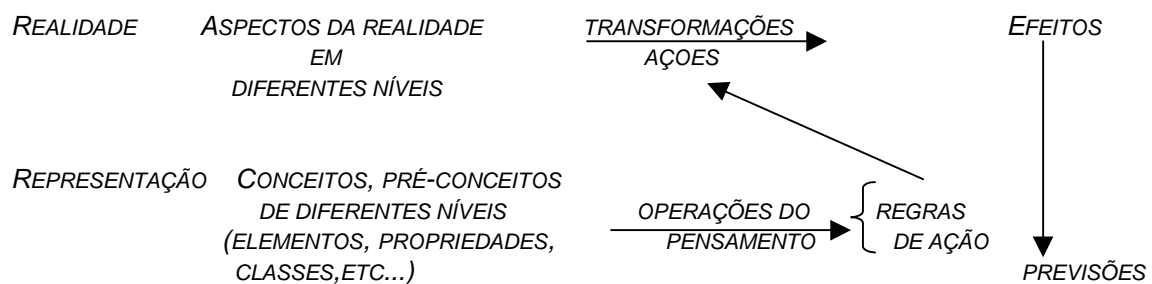 REALIDADE ASPECTOS DA REALIDADE TRANSFORMAÇÕES EFEITOS
EM AÇOES
DIFERENTES NÍVEIS
REPRESENTAÇÃO CONCEITOS, PRÉ-CONCEITOS
DE DIFERENTES NÍVEIS OPERAÇÕES DO REGRAS
(ELEMENTOS, PROPRIEDADES, PENSAMENTO DE AÇÃO
CLASSES,ETC...) PREVISÕES